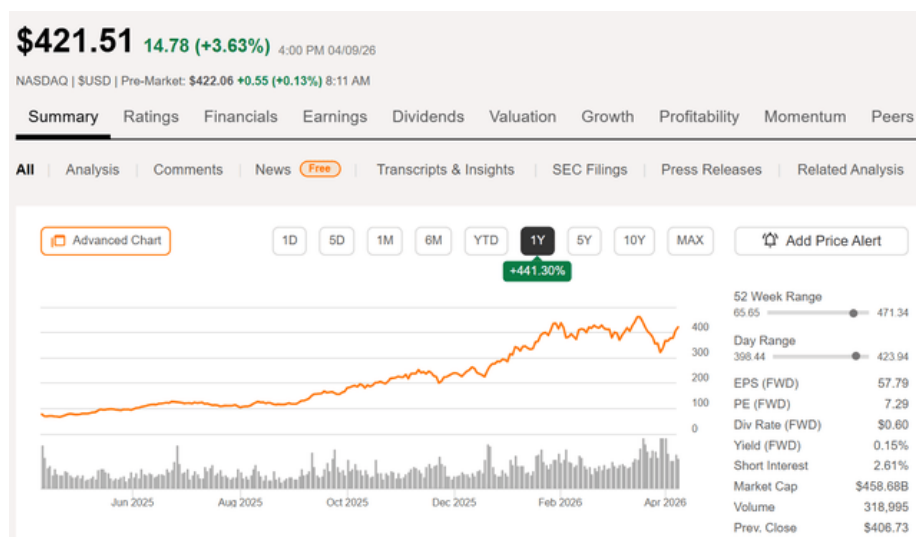 $421.51 14.78 (+3.63%) 4:00 PM 04/09/26
NASDAQ | $USD | Pre-Market: $422.06 +0.55 (+0.13%) 8:11 AM
Summary Ratings Financials Earnings Dividends Valuation Growth Profitability Momentum Peers
All Analysis Comments News Free Transcripts & Insights SEC Filings Press Releases Related Analysis
Advanced Chart 1D 5D 1M 6M YTD 1Y 5Y 10Y MAX Add Price Alert
+441.30%
52 Week Range
65.65 471.34
Day Range
398.44 423.94
400
300
200
100
0
EPS (FWD) 57.79
PE (FWD) 7.29
Div Rate (FWD) $0.60
Yield (FWD) 0.15%
Short Interest 2.61%
Market Cap $458.68B
Volume 318,995
Prev. Close $406.73
Jun 2025 Aug 2025 Oct 2025 Dec 2025 Feb 2026 Apr 2026